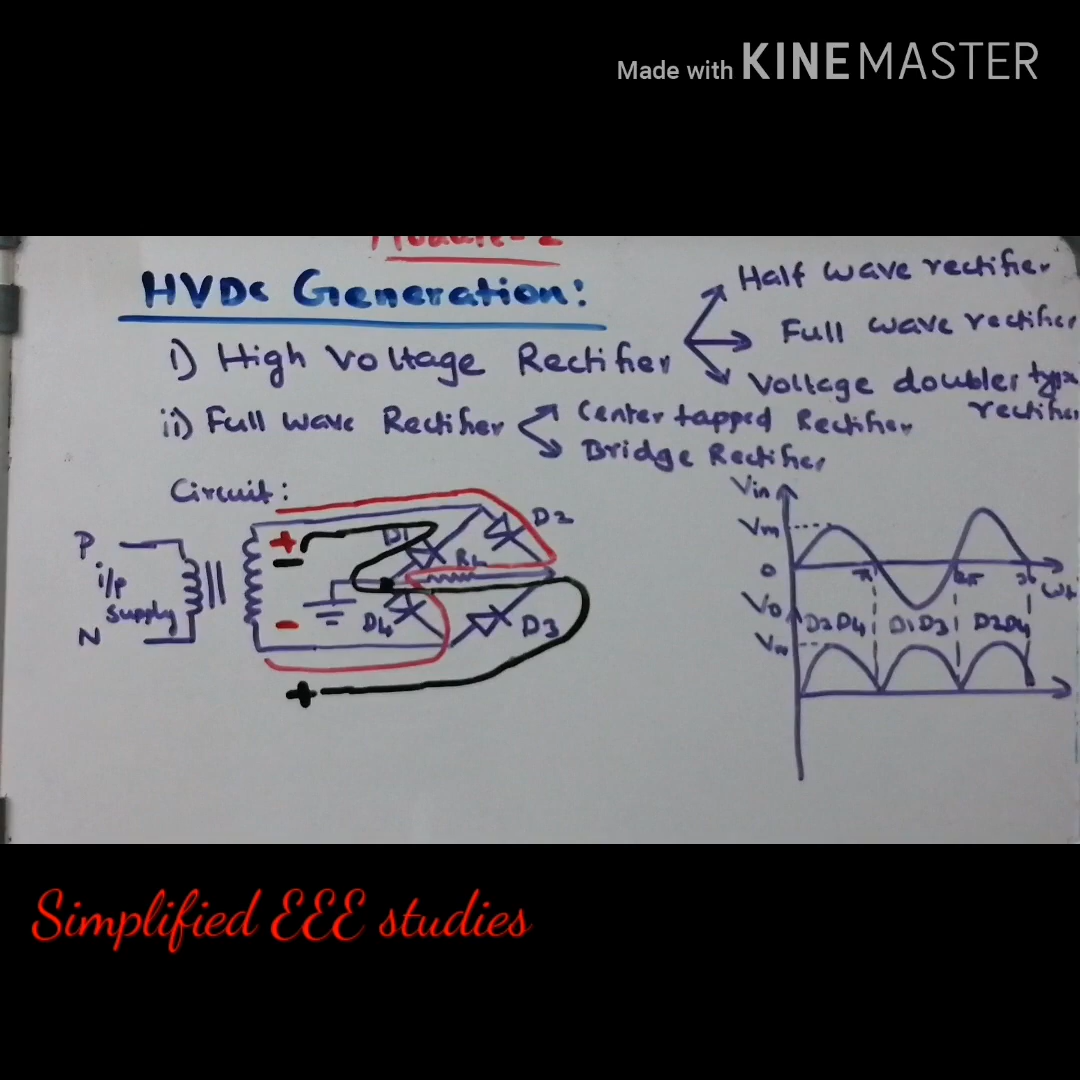 Made with KINEMASTER
Module-2
HVDC Generation:
i) High Voltage Rectifier
Half wave rectifier
Full wave rectifier
Voltage doubler type
rectifier
ii) Full wave Rectifier
Center tapped Rectifier
Bridge Rectifier
Circuit:
P
i/p
supply
N
+
-
-
+
D1
D2
RL
D4
D3
Vin
Vm
0
π
2π
ωt
Vo
Vm
D2D4
D1D3
D2D4
Simplified EEE studies